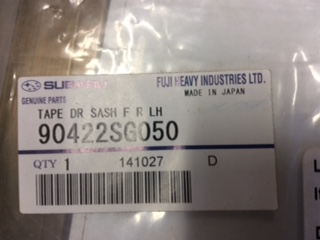 SUBARU
FUJI HEAVY INDUSTRIES LTD.
GENUINE PARTS
MADE IN JAPAN
TAPE DR SASH F R LH
90422SG050
QTY 1 141027 D